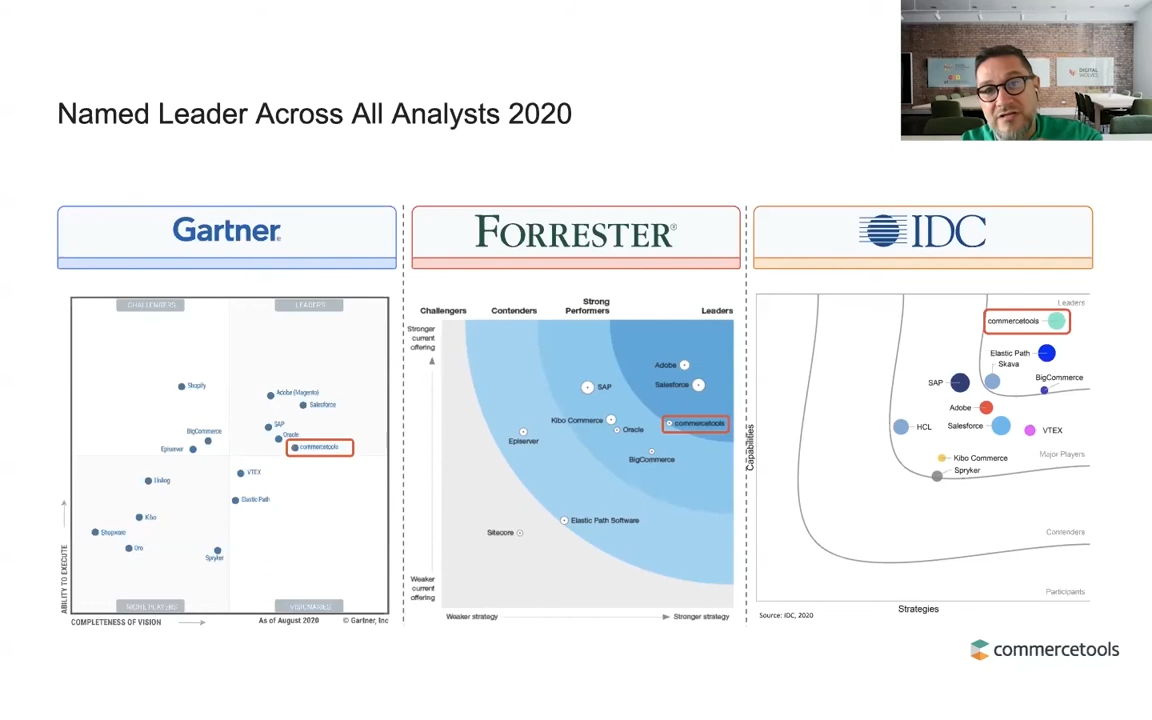 DIGITAL
WOLVES
Named Leader Across All Analysts 2020
Gartner
CHALLENGERS
LEADERS
Shopify
Adobe (Magento)
Salesforce
SAP
BigCommerce
Oracle
Episerver
commercetools
VTEX
Unilog
Elastic Path
Kibo
Shopware
Oro
Spryker
NICHE PLAYERS
VISIONARIES
ABILITY TO EXECUTE
COMPLETENESS OF VISION
As of August 2020
© Gartner, Inc
FORRESTER®
Challengers
Contenders
Strong
Performers
Leaders
Stronger
current
offering
Adobe
Salesforce
SAP
Kibo Commerce
commercetools
Oracle
Episerver
BigCommerce
Elastic Path Software
Sitecore
Weaker
current
offering
Weaker strategy
Stronger strategy
IDC
Leaders
commercetools
Elastic Path
Skava
SAP
BigCommerce
Adobe
HCL
Salesforce
VTEX
Major Players
Kibo Commerce
Spryker
Contenders
Participants
Capabilities
Strategies
Source: IDC, 2020
commercetools